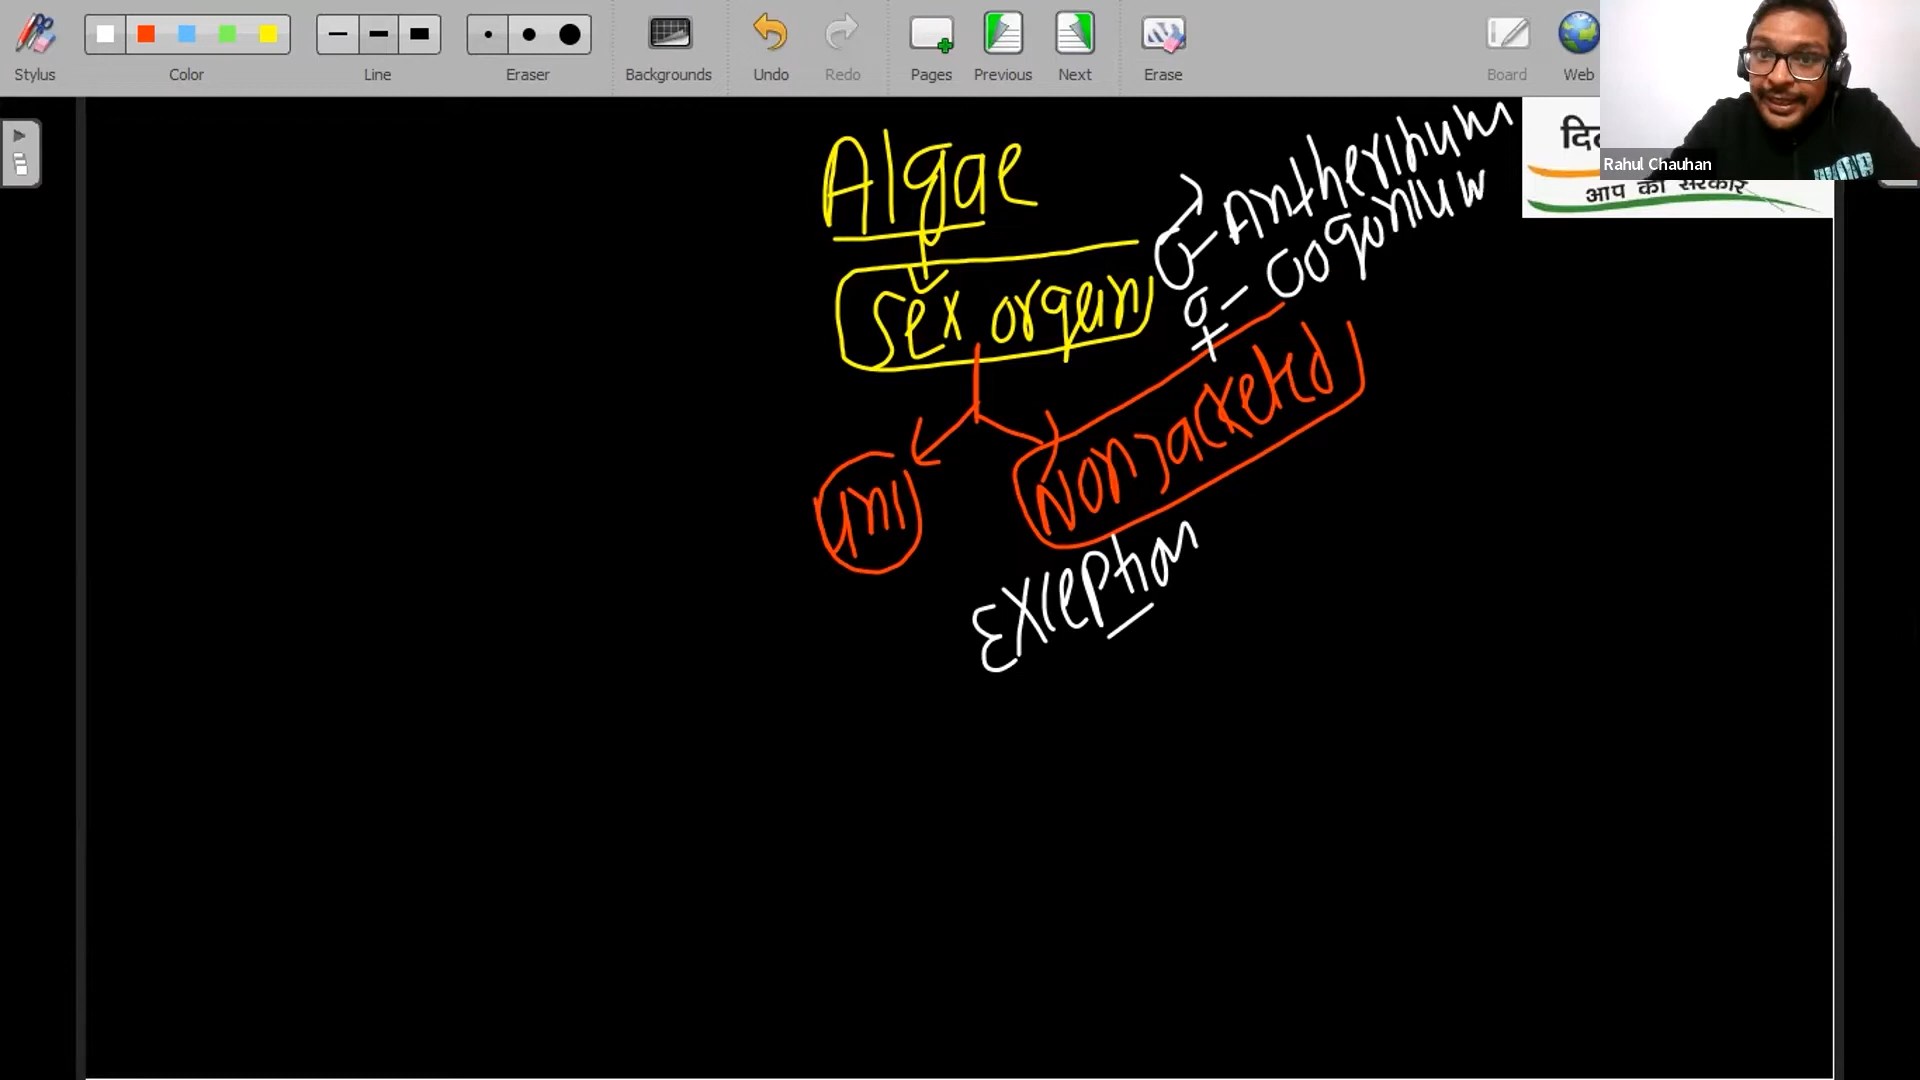 Stylus
Color
Line
Eraser
Backgrounds
Undo
Redo
Pages
Previous
Next
Erase
Board
Web
Rahul Chauhan
आप की सरकार
Algae
Sex organ
♂ - Antheridium
♀ - Oogonium
uni
Nonjacketed
Exception